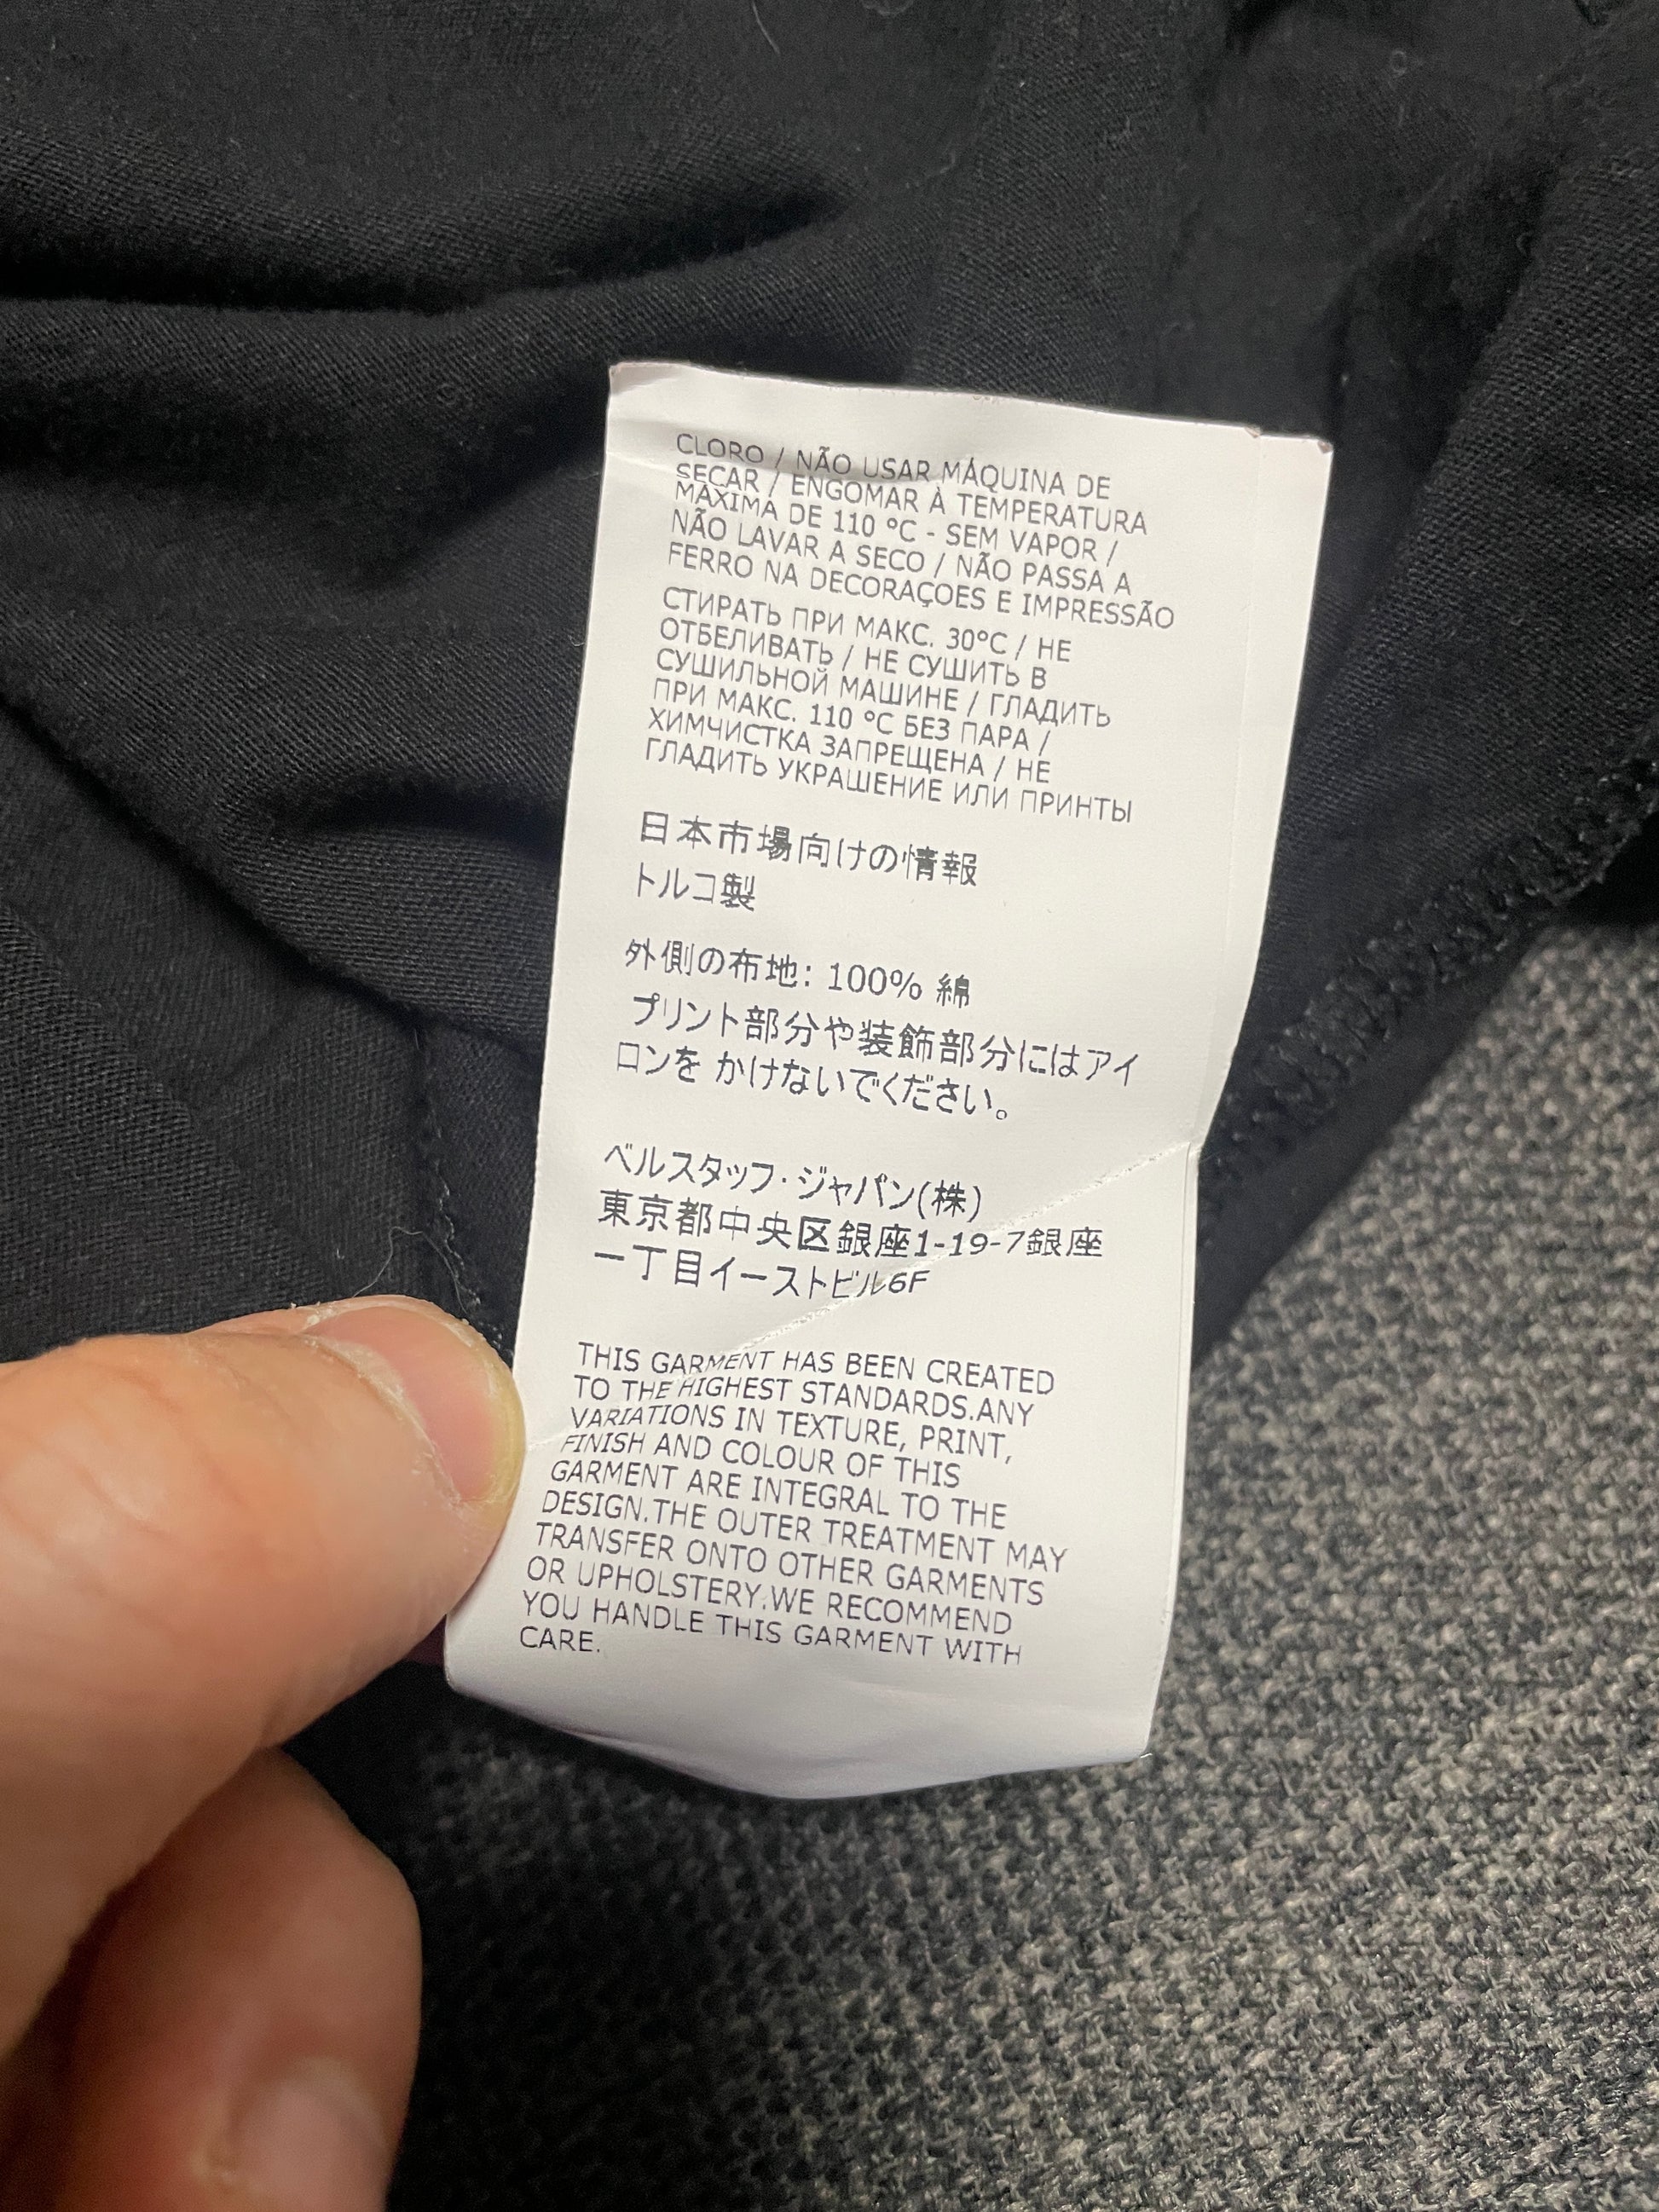 CLORO / NÃO USAR MÁQUINA DE
SECAR / ENGOMAR À TEMPERATURA
MÁXIMA DE 110 °C - SEM VAPOR /
NÃO LAVAR A SECO / NÃO PASSA A
FERRO NA DECORAÇOES E IMPRESSÃO
СТИРАТЬ ПРИ МАКС. 30°C / НЕ
ОТБЕЛИВАТЬ / НЕ СУШИТЬ В
СУШИЛЬНОЙ МАШИНЕ / ГЛАДИТЬ
ПРИ МАКС. 110 °C БЕЗ ПАРА /
ХИМЧИСТКА ЗАПРЕЩЕНА / НЕ
ГЛАДИТЬ УКРАШЕНИЕ ИЛИ ПРИНТЫ
日本市場向けの情報
トルコ製
外側の布地: 100% 綿
プリント部分や装飾部分にはアイ
ロンを かけないでください。
ベルスタッフ・ジャパン(株)
東京都中央区銀座1-19-7銀座
一丁目イーストビル6F
THIS GARMENT HAS BEEN CREATED
TO THE HIGHEST STANDARDS.ANY
VARIATIONS IN TEXTURE, PRINT,
FINISH AND COLOUR OF THIS
GARMENT ARE INTEGRAL TO THE
DESIGN.THE OUTER TREATMENT MAY
TRANSFER ONTO OTHER GARMENTS
OR UPHOLSTERY.WE RECOMMEND
YOU HANDLE THIS GARMENT WITH
CARE.